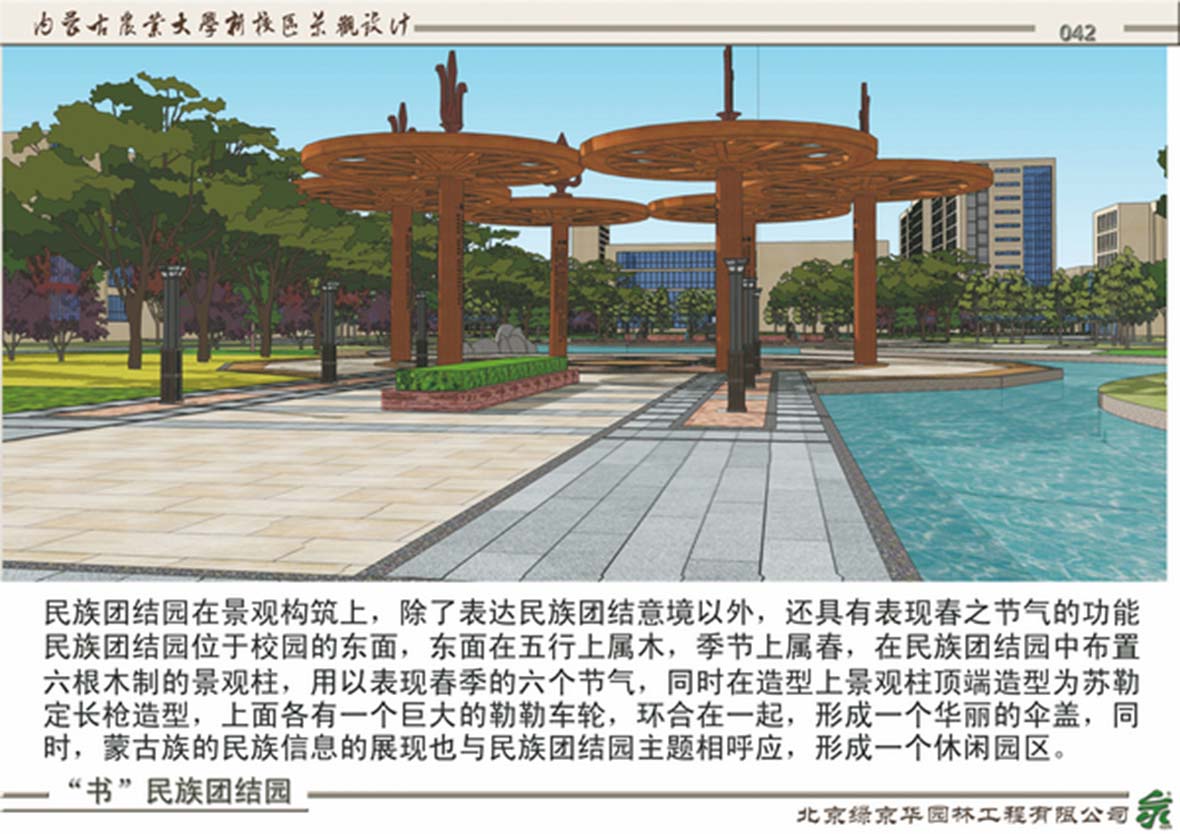 内蒙古农業大學新校区景觀设计
042
民族团结园在景观构筑上，除了表达民族团结意境以外，还具有表现春之节气的功能
民族团结园位于校园的东面，东面在五行上属木，季节上属春，在民族团结园中布置
六根木制的景观柱，用以表现春季的六个节气，同时在造型上景观柱顶端造型为苏勒
定长枪造型，上面各有一个巨大的勒勒车轮，环合在一起，形成一个华丽的伞盖，同
时，蒙古族的民族信息的展现也与民族团结园主题相呼应，形成一个休闲园区。
“书”民族团结园
北京绿京华园林工程有限公司